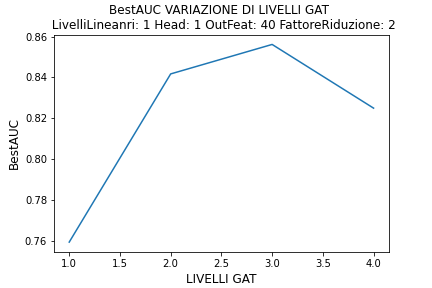 BestAUC VARIAZIONE DI LIVELLI GAT
LivelliLineanri: 1 Head: 1 OutFeat: 40 FattoreRiduzione: 2
0.86
0.84
0.82
0.80
0.78
0.76
BestAUC
1.0 1.5 2.0 2.5 3.0 3.5 4.0
LIVELLI GAT